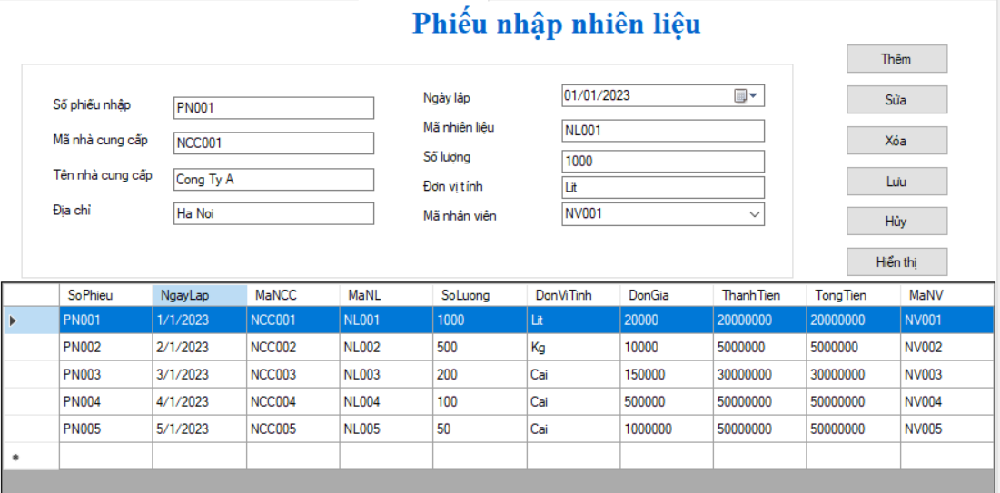 Phiếu nhập nhiên liệu
Thêm
Sửa
Xóa
Lưu
Hủy
Hiển thị
Số phiếu nhập PN001
Mã nhà cung cấp NCC001
Tên nhà cung cấp Cong Ty A
Địa chỉ Ha Noi
Ngày lập 01/01/2023
Mã nhiên liệu NL001
Số lượng 1000
Đơn vị tính Lit
Mã nhân viên NV001
SoPhieu NgayLap MaNCC MaNL SoLuong DonViTinh DonGia ThanhTien TongTien MaNV
PN001 1/1/2023 NCC001 NL001 1000 Lit 20000 20000000 20000000 NV001
PN002 2/1/2023 NCC002 NL002 500 Kg 10000 5000000 5000000 NV002
PN003 3/1/2023 NCC003 NL003 200 Cai 150000 30000000 30000000 NV003
PN004 4/1/2023 NCC004 NL004 100 Cai 500000 50000000 50000000 NV004
PN005 5/1/2023 NCC005 NL005 50 Cai 1000000 50000000 50000000 NV005